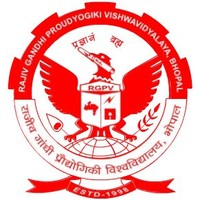 RAJIV GANDHI PROUDYOGIKI VISHWAVIDYALAYA, BHOPAL
प्रज्ञानं ब्रह्म
RGPV
राजीव गांधी प्रौद्योगिकी विश्वविद्यालय, भोपाल
ESTD-1998